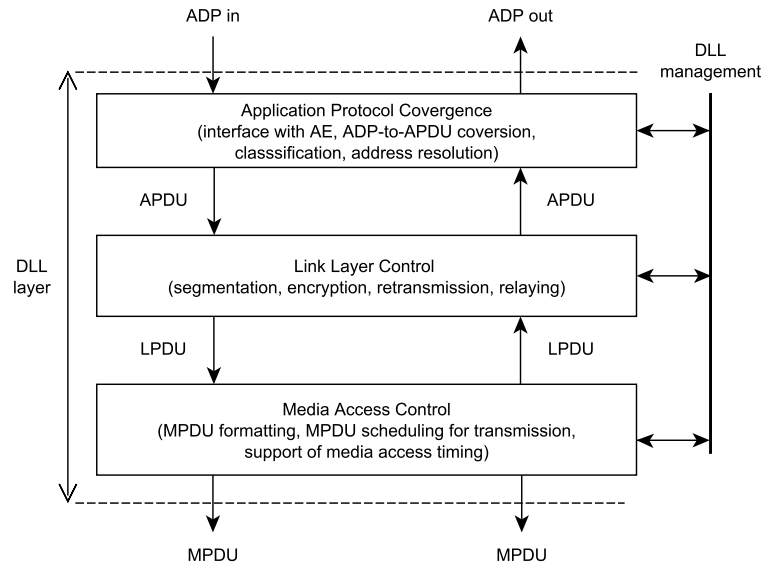 ADP in
ADP out
DLL
management
Application Protocol Covergence
(interface with AE, ADP-to-APDU coversion,
classsification, address resolution)
APDU
APDU
DLL
layer
Link Layer Control
(segmentation, encryption, retransmission, relaying)
LPDU
LPDU
Media Access Control
(MPDU formatting, MPDU scheduling for transmission,
support of media access timing)
MPDU
MPDU